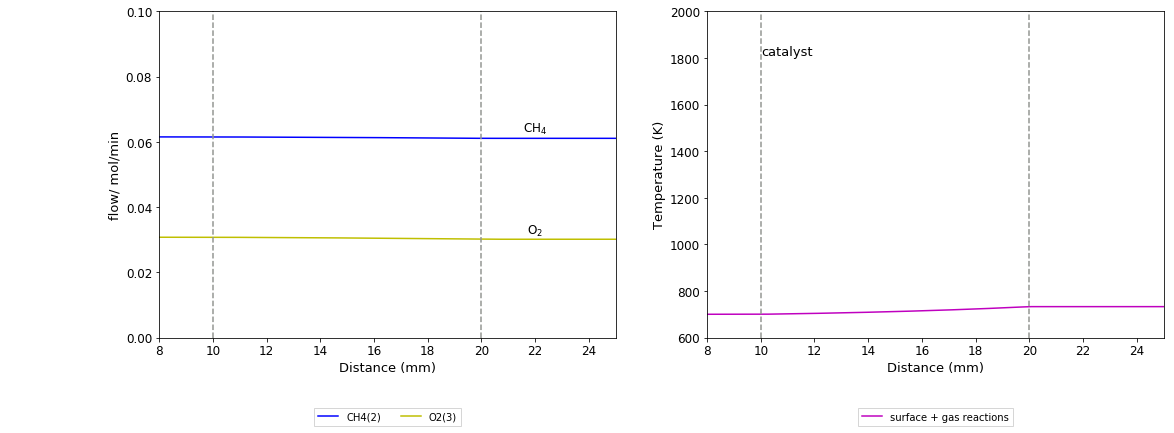 0.10
0.08
0.06
0.04
0.02
0.00
flow/ mol/min
CH4
O2
8 10 12 14 16 18 20 22 24
Distance (mm)
CH4(2) O2(3)
2000
1800
1600
1400
1200
1000
800
600
Temperature (K)
catalyst
8 10 12 14 16 18 20 22 24
Distance (mm)
surface + gas reactions